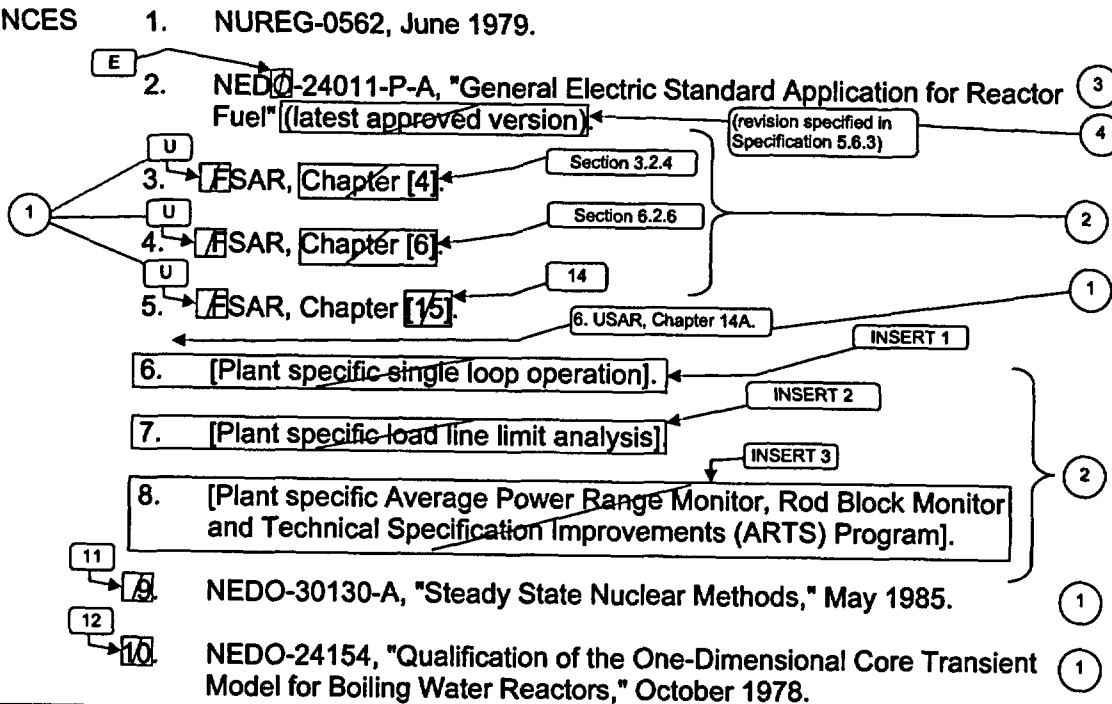 NCES 1. NUREG-0562, June 1979.
E
2. NEDO-24011-P-A, "General Electric Standard Application for Reactor 3
Fuel" (latest approved version).
(revision specified in
Specification 5.6.3)
4
U
3. FSAR, Chapter [4].
Section 3.2.4
1
U
4. FSAR, Chapter [6].
Section 6.2.6
2
U
5. FSAR, Chapter [15].
14
1
6. USAR, Chapter 14A.
INSERT 1
6. [Plant specific single loop operation].
INSERT 2
7. [Plant specific load line limit analysis].
INSERT 3
2
8. [Plant specific Average Power Range Monitor, Rod Block Monitor
and Technical Specification Improvements (ARTS) Program].
11
9. NEDO-30130-A, "Steady State Nuclear Methods," May 1985. 1
12
10. NEDO-24154, "Qualification of the One-Dimensional Core Transient 1
Model for Boiling Water Reactors," October 1978.